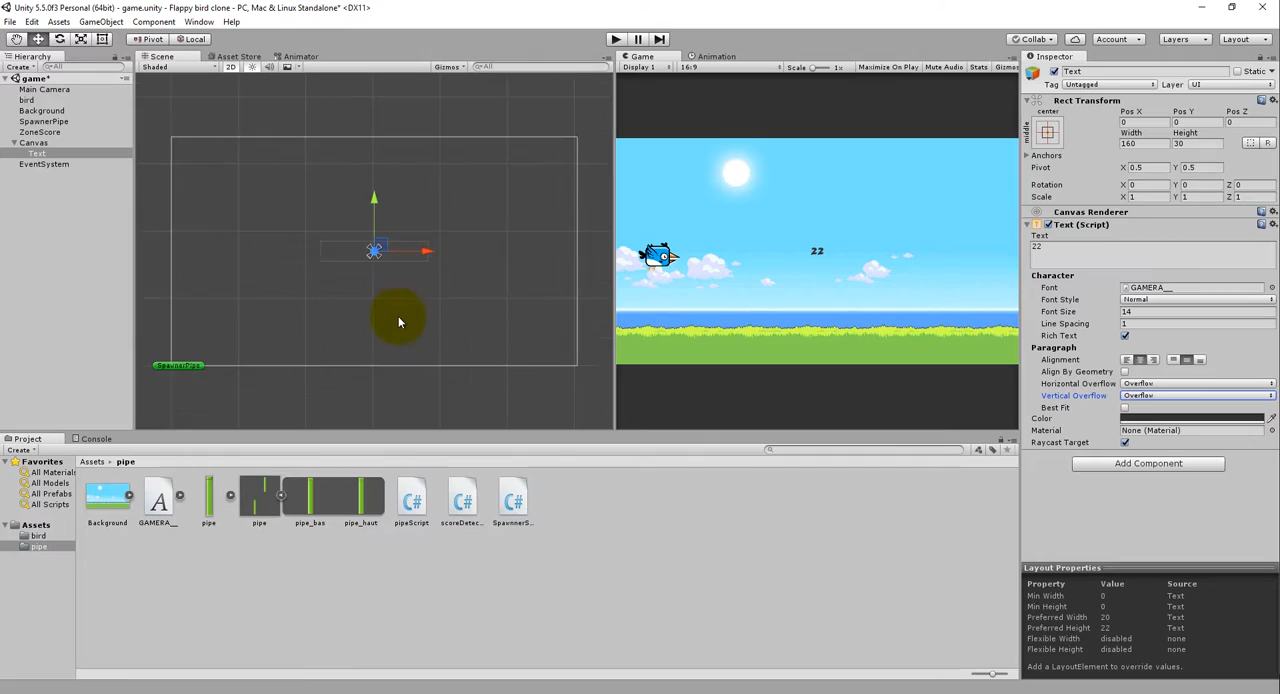 Unity 5.5.0f3 Personal (64bit) - game.unity - Flappy bird clone - PC, Mac & Linux Standalone* <DX11>
File Edit Assets GameObject Component Window Help
Pivot Local Collab Account Layers Layout
Hierarchy
Create All
game*
Main Camera
bird
Background
SpawnerPipe
ZoneScore
Canvas
Text
EventSystem
Scene Asset Store Animator
Shaded 2D Gizmos All
SpawnerPipe
Game Animation
Display 1 16:9 Scale 1x Maximize On Play Mute Audio Stats Gizmos
22
Inspector
Text Static
Tag Untagged Layer UI
Rect Transform
center Pos X Pos Y Pos Z
0 0 0
middle Width Height
160 30 R
Anchors
Pivot X 0.5 Y 0.5
Rotation X 0 Y 0 Z 0
Scale X 1 Y 1 Z 1
Canvas Renderer
Text (Script)
Text
22
Character
Font GAMERA__
Font Style Normal
Font Size 14
Line Spacing 1
Rich Text
Paragraph
Alignment
Align By Geometry
Horizontal Overflow Overflow
Vertical Overflow Overflow
Best Fit
Color
Material None (Material)
Raycast Target
Add Component
Project Console
Create
Favorites
All Materials
All Models
All Prefabs
All Scripts
Assets
bird
pipe
Assets pipe
A
C# C# C#
Background GAMERA__ pipe pipe pipe_bas pipe_haut pipeScript scoreDetec... SpavnnerS...
Layout Properties
Property Value Source
Min Width 0 Text
Min Height 0 Text
Preferred Width 20 Text
Preferred Height 22 Text
Flexible Width disabled none
Flexible Height disabled none
Add a LayoutElement to override values.